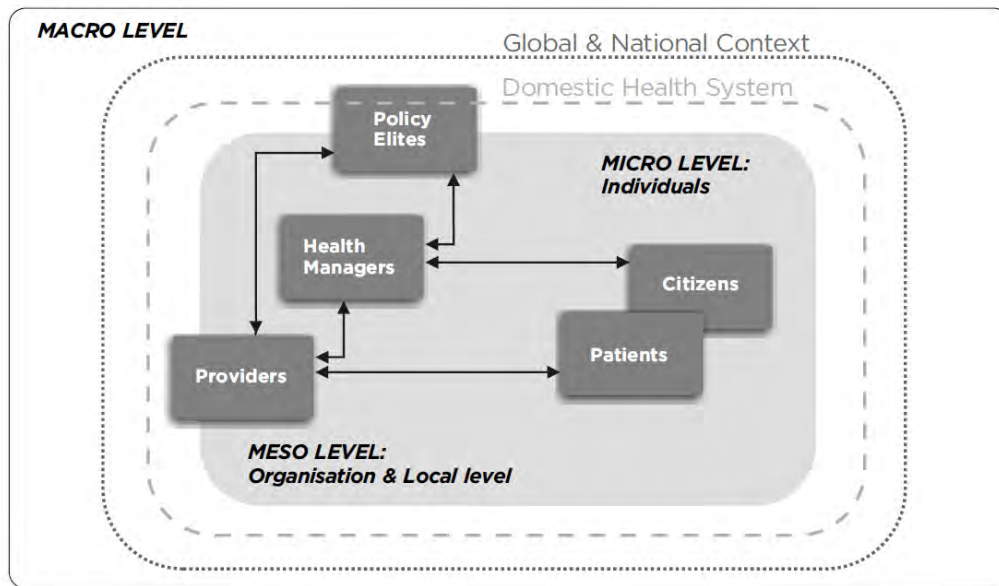 MACRO LEVEL
Global & National Context
Domestic Health System
Policy
Elites
MICRO LEVEL:
Individuals
Health
Managers
Citizens
Patients
Providers
MESO LEVEL:
Organisation & Local level